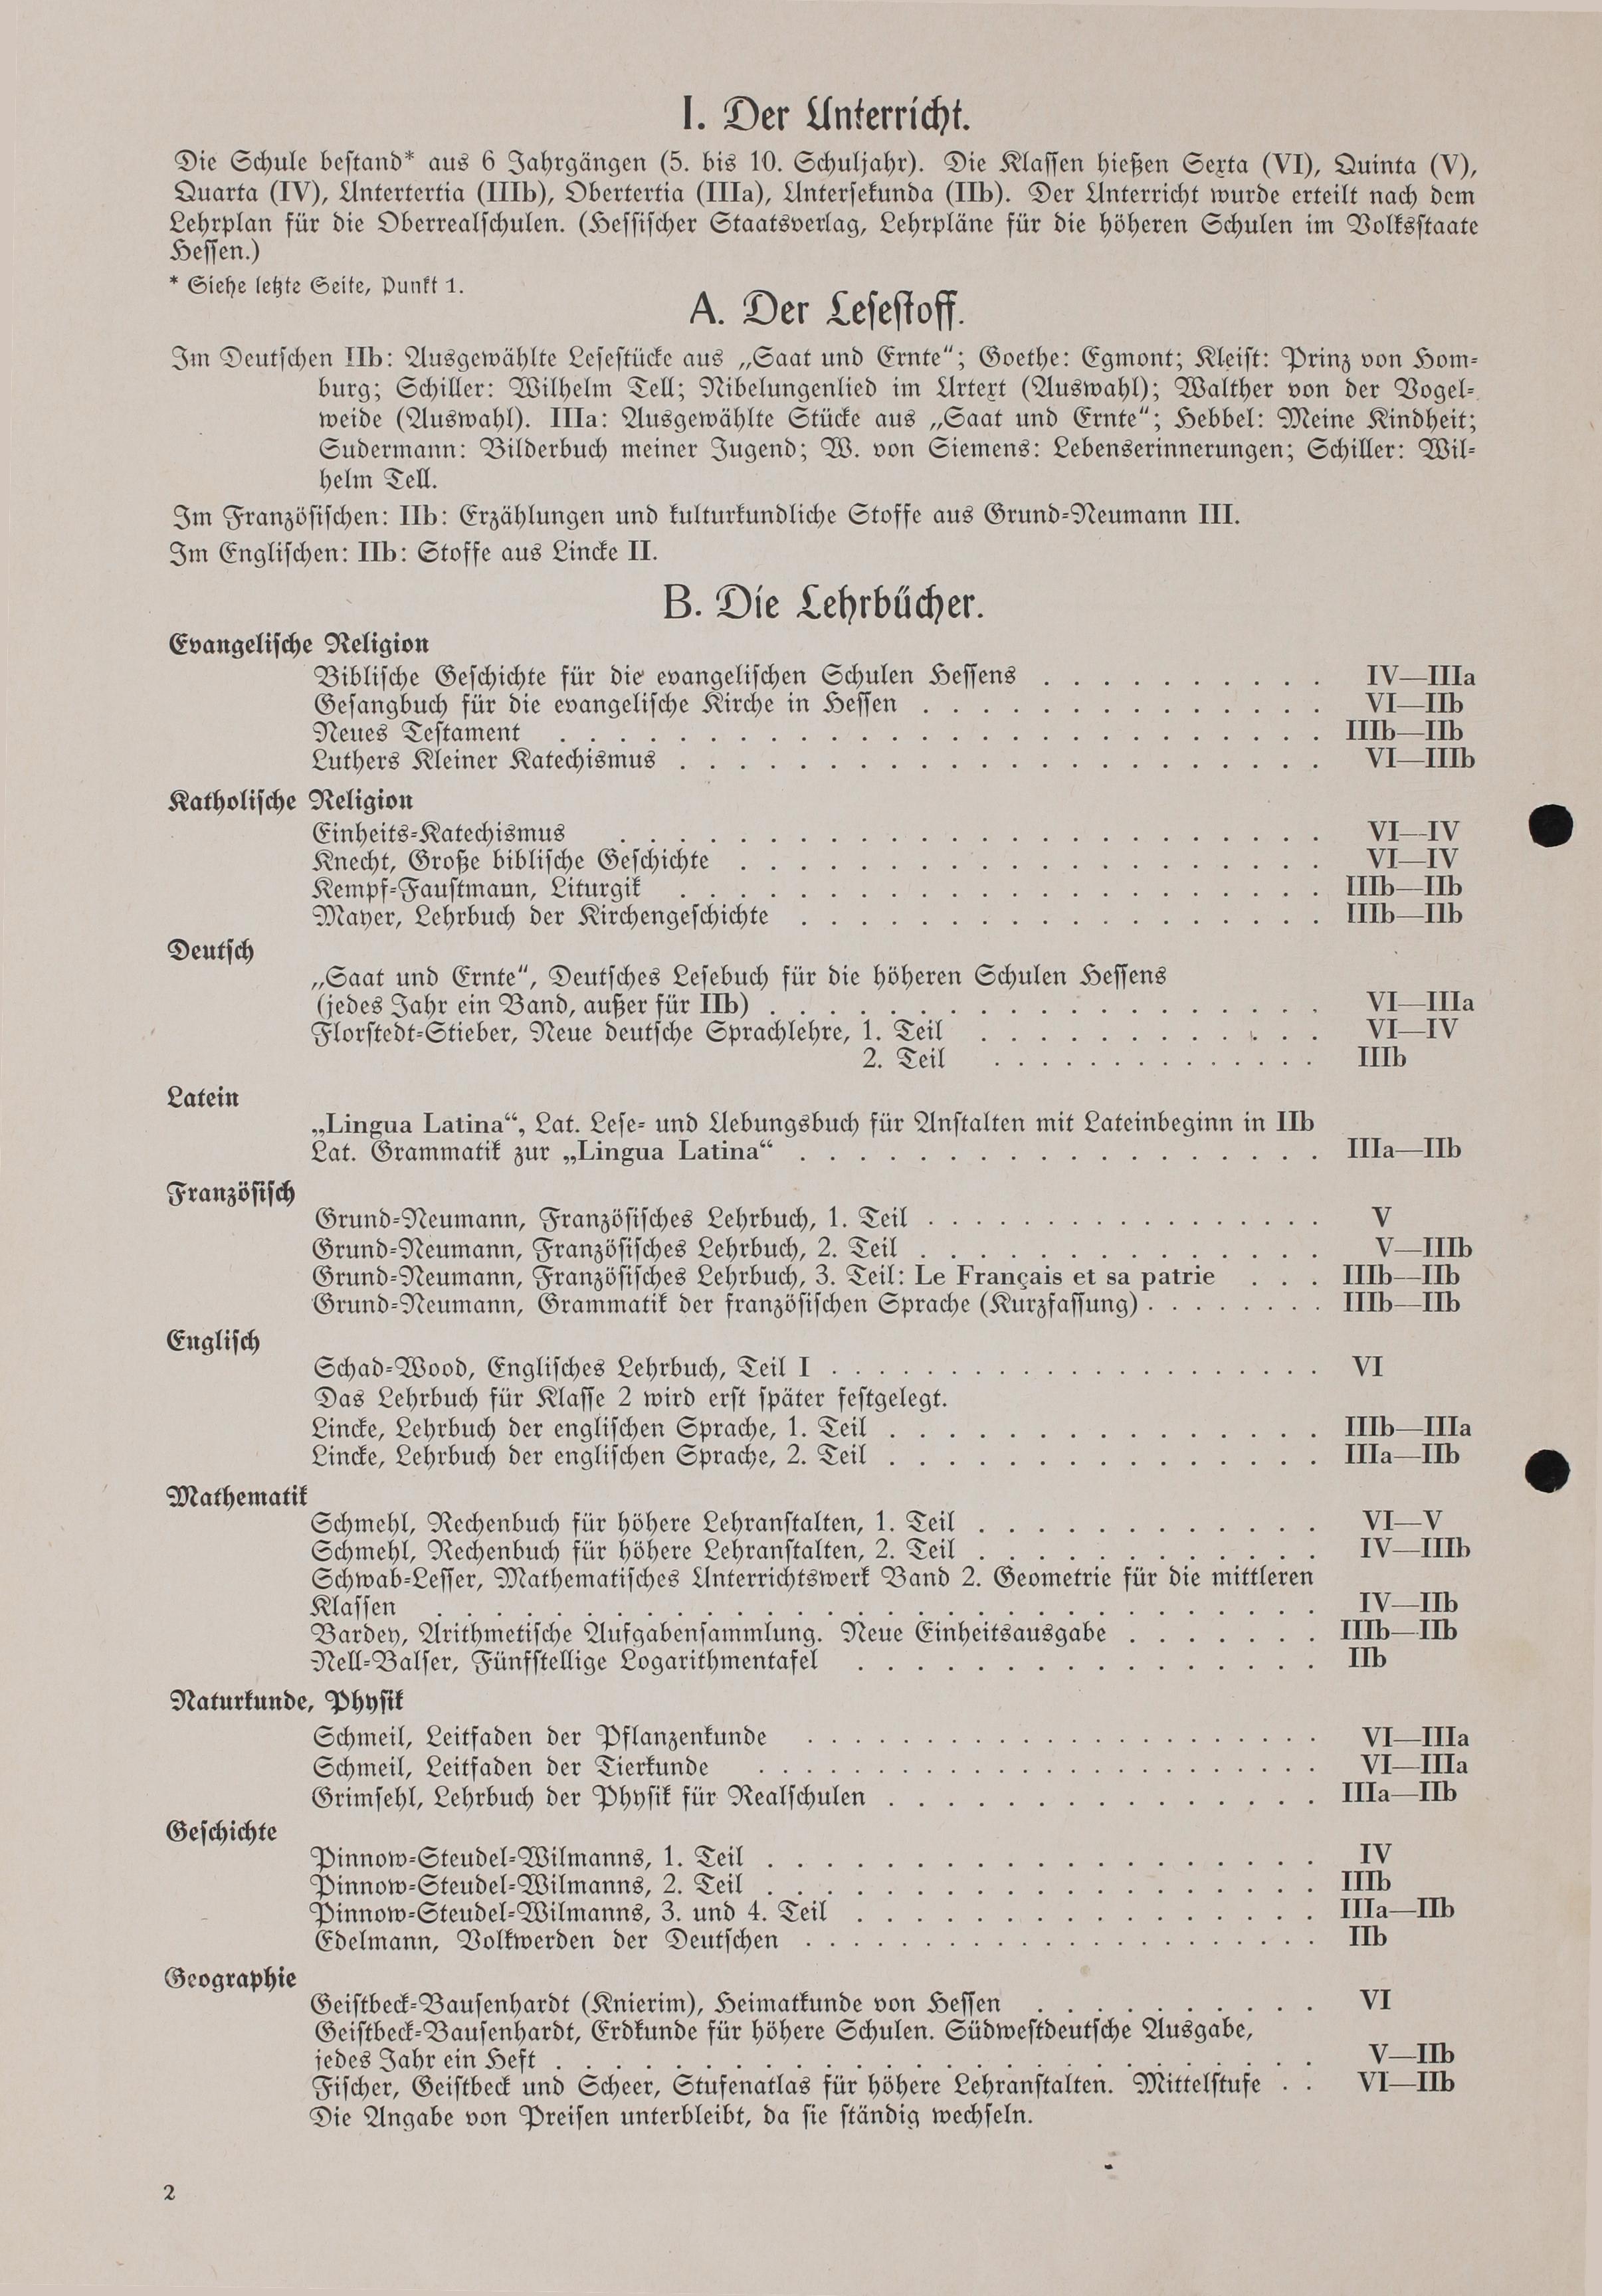 I. Der Unterricht.
Die Schule bestand* aus 6 Jahrgängen (5. bis 10. Schuljahr). Die Klassen hießen Sexta (VI), Quinta (V),
Quarta (IV), Untertertia (IIIb), Obertertia (IIIa), Untersekunda (IIb). Der Unterricht wurde erteilt nach dem
Lehrplan für die Oberrealschulen. (Hessischer Staatsverlag, Lehrpläne für die höheren Schulen im Volksstaate
Hessen.)
* Siehe letzte Seite, Punkt 1.
A. Der Lesestoff.
Im Deutschen IIb: Ausgewählte Lesestücke aus „Saat und Ernte“; Goethe: Egmont; Kleist: Prinz von Hom-
burg; Schiller: Wilhelm Tell; Nibelungenlied im Urtext (Auswahl); Walther von der Vogel-
weide (Auswahl). IIIa: Ausgewählte Stücke aus „Saat und Ernte“; Hebbel: Meine Kindheit;
Sudermann: Bilderbuch meiner Jugend; W. von Siemens: Lebenserinnerungen; Schiller: Wil-
helm Tell.
Im Französischen: IIb: Erzählungen und kulturkundliche Stoffe aus Grund-Neumann III.
Im Englischen: IIb: Stoffe aus Lincke II.
B. Die Lehrbücher.
Evangelische Religion
Biblische Geschichte für die evangelischen Schulen Hessens . . . . . . . . . . IV—IIIa
Gesangbuch für die evangelische Kirche in Hessen . . . . . . . . . . . . . . VI—IIb
Neues Testament . . . . . . . . . . . . . . . . . . . . . . . . . . IIIb—IIb
Luthers Kleiner Katechismus . . . . . . . . . . . . . . . . . . . . . . VI—IIIb
Katholische Religion
Einheits-Katechismus . . . . . . . . . . . . . . . . . . . . . . . . VI—IV
Knecht, Große biblische Geschichte . . . . . . . . . . . . . . . . . . . . VI—IV
Kempf-Faustmann, Liturgik . . . . . . . . . . . . . . . . . . . . . . IIIb—IIb
Mayer, Lehrbuch der Kirchengeschichte . . . . . . . . . . . . . . . . . . IIIb—IIb
Deutsch
„Saat und Ernte“, Deutsches Lesebuch für die höheren Schulen Hessens
(jedes Jahr ein Band, außer für IIb) . . . . . . . . . . . . . . . . . . . VI—IIIa
Florstedt-Stieber, Neue deutsche Sprachlehre, 1. Teil . . . . . . . . . . . . VI—IV
2. Teil . . . . . . . . . . . . . . IIIb
Latein
„Lingua Latina“, Lat. Lese- und Uebungsbuch für Anstalten mit Lateinbeginn in IIb
Lat. Grammatik zur „Lingua Latina“ . . . . . . . . . . . . . . . . . . IIIa—IIb
Französisch
Grund-Neumann, Französisches Lehrbuch, 1. Teil . . . . . . . . . . . . . . . . . V
Grund-Neumann, Französisches Lehrbuch, 2. Teil . . . . . . . . . . . . . . V—IIIb
Grund-Neumann, Französisches Lehrbuch, 3. Teil: Le Français et sa patrie . . . IIIb—IIb
Grund-Neumann, Grammatik der französischen Sprache (Kurzfassung) . . . . . . . . IIIb—IIb
Englisch
Schad-Wood, Englisches Lehrbuch, Teil I . . . . . . . . . . . . . . . . . . . . VI
Das Lehrbuch für Klasse 2 wird erst später festgelegt.
Lincke, Lehrbuch der englischen Sprache, 1. Teil . . . . . . . . . . . . . . . IIIb—IIIa
Lincke, Lehrbuch der englischen Sprache, 2. Teil . . . . . . . . . . . . . . . IIIa—IIb
Mathematik
Schmehl, Rechenbuch für höhere Lehranstalten, 1. Teil . . . . . . . . . . . . VI—V
Schmehl, Rechenbuch für höhere Lehranstalten, 2. Teil . . . . . . . . . . . . IV—IIIb
Schwab-Lesser, Mathematisches Unterrichtswerk Band 2. Geometrie für die mittleren
Klassen . . . . . . . . . . . . . . . . . . . . . . . . . . . . . . IV—IIb
Bardey, Arithmetische Aufgabensammlung. Neue Einheitsausgabe . . . . . . . IIIb—IIb
Nell-Balser, Fünfstellige Logarithmentafel . . . . . . . . . . . . . . . . IIb
Naturkunde, Physik
Schmeil, Leitfaden der Pflanzenkunde . . . . . . . . . . . . . . . . . . . . . . VI—IIIa
Schmeil, Leitfaden der Tierkunde . . . . . . . . . . . . . . . . . . . . VI—IIIa
Grimsehl, Lehrbuch der Physik für Realschulen . . . . . . . . . . . . . . . IIIa—IIb
Geschichte
Pinnow-Steudel-Wilmanns, 1. Teil . . . . . . . . . . . . . . . . . . . IV
Pinnow-Steudel-Wilmanns, 2. Teil . . . . . . . . . . . . . . . . . . . IIIb
Pinnow-Steudel-Wilmanns, 3. und 4. Teil . . . . . . . . . . . . . . . . IIIa—IIb
Edelmann, Volkwerden der Deutschen . . . . . . . . . . . . . . . . . . . . . . IIb
Geographie
Geistbeck-Bausenhardt (Knierim), Heimatkunde von Hessen . . . . . . . . . . VI
Geistbeck-Bausenhardt, Erdkunde für höhere Schulen. Südwestdeutsche Ausgabe,
jedes Jahr ein Heft . . . . . . . . . . . . . . . . . . . . . . . . . . V—IIb
Fischer, Geistbeck und Scheer, Stufenatlas für höhere Lehranstalten. Mittelstufe . . VI—IIb
Die Angabe von Preisen unterbleibt, da sie ständig wechseln.
2